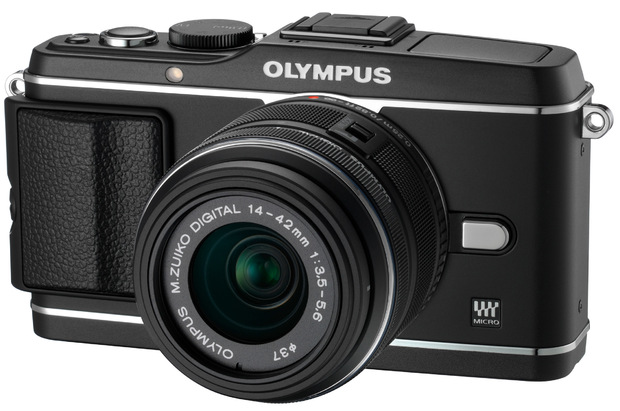 OLYMPUS
OLYMPUS M.ZUIKO DIGITAL 14-42mm 1:3,5-5,6 ϕ37
MICRO